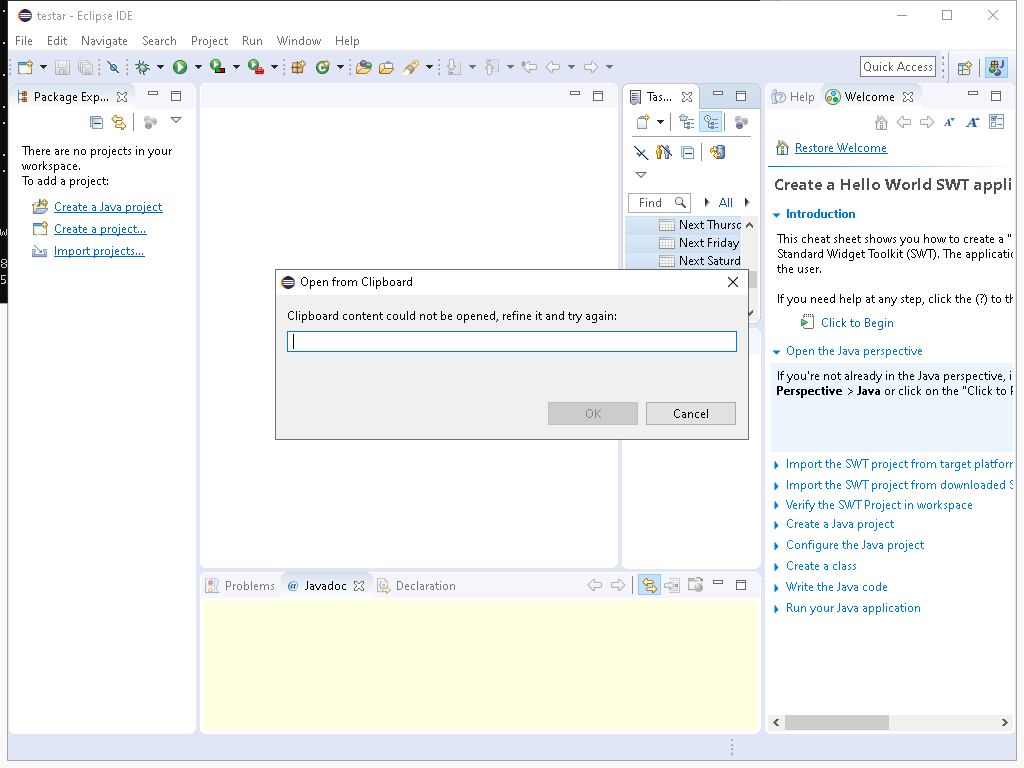 testar - Eclipse IDE
File Edit Navigate Search Project Run Window Help
Quick Access
Package Exp...
There are no projects in your
workspace.
To add a project:
Create a Java project
Create a project...
Import projects...
Tas...
Find
All
Next Thursd
Next Friday
Next Saturd
Help
Welcome
Restore Welcome
Create a Hello World SWT appli
Introduction
This cheat sheet shows you how to create a "
Standard Widget Toolkit (SWT). The applicatio
the user.
If you need help at any step, click the (?) to th
Click to Begin
Open the Java perspective
If you're not already in the Java perspective, i
Perspective > Java or click on the "Click to P
Import the SWT project from target platforn
Import the SWT project from downloaded S
Verify the SWT Project in workspace
Create a Java project
Configure the Java project
Create a class
Write the Java code
Run your Java application
Open from Clipboard
Clipboard content could not be opened, refine it and try again:
OK
Cancel
Problems
@ Javadoc
Declaration